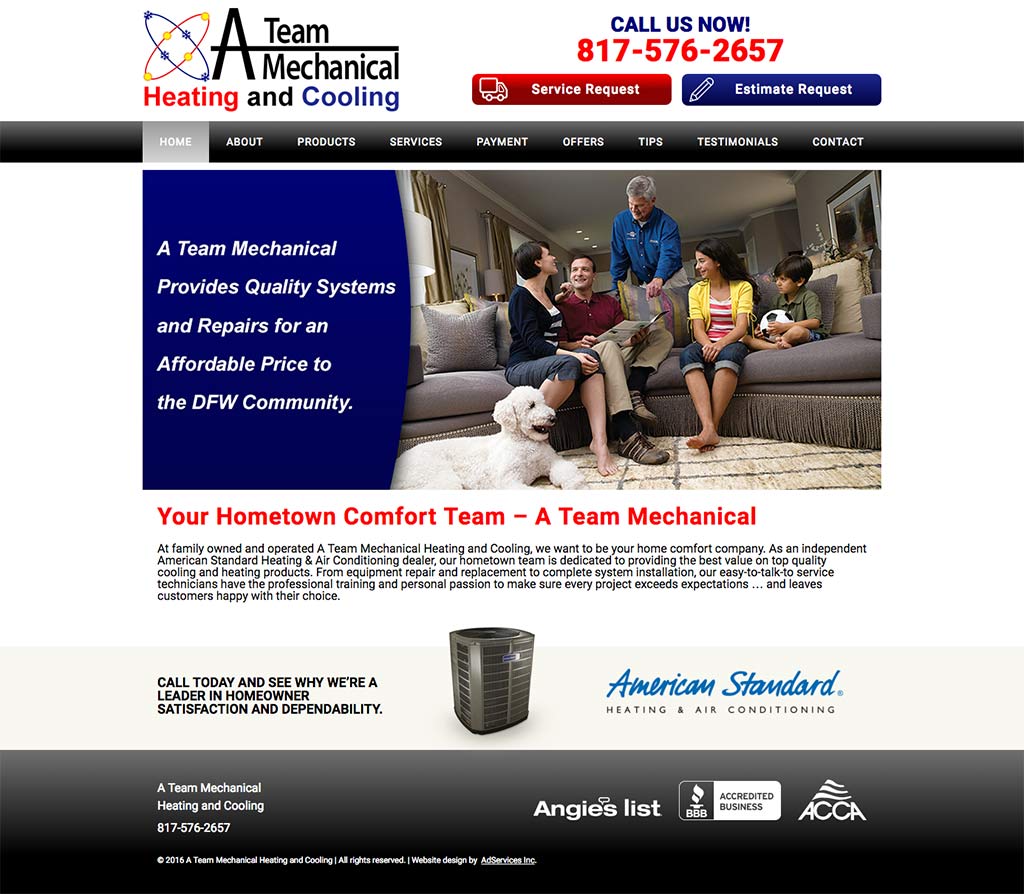 A Team
Mechanical
Heating and Cooling
CALL US NOW!
817-576-2657
Service Request
Estimate Request
HOME ABOUT PRODUCTS SERVICES PAYMENT OFFERS TIPS TESTIMONIALS CONTACT
A Team Mechanical
Provides Quality Systems
and Repairs for an
Affordable Price to
the DFW Community.
Your Hometown Comfort Team – A Team Mechanical
At family owned and operated A Team Mechanical Heating and Cooling, we want to be your home comfort company. As an independent
American Standard Heating & Air Conditioning dealer, our hometown team is dedicated to providing the best value on top quality
cooling and heating products. From equipment repair and replacement to complete system installation, our easy-to-talk-to service
technicians have the professional training and personal passion to make sure every project exceeds expectations … and leaves
customers happy with their choice.
CALL TODAY AND SEE WHY WE’RE A
LEADER IN HOMEOWNER
SATISFACTION AND DEPENDABILITY.
American Standard®
HEATING & AIR CONDITIONING
A Team Mechanical
Heating and Cooling
817-576-2657
Angies list
BBB
ACCREDITED
BUSINESS
ACCA
© 2016 A Team Mechanical Heating and Cooling | All rights reserved. | Website design by AdServices Inc.